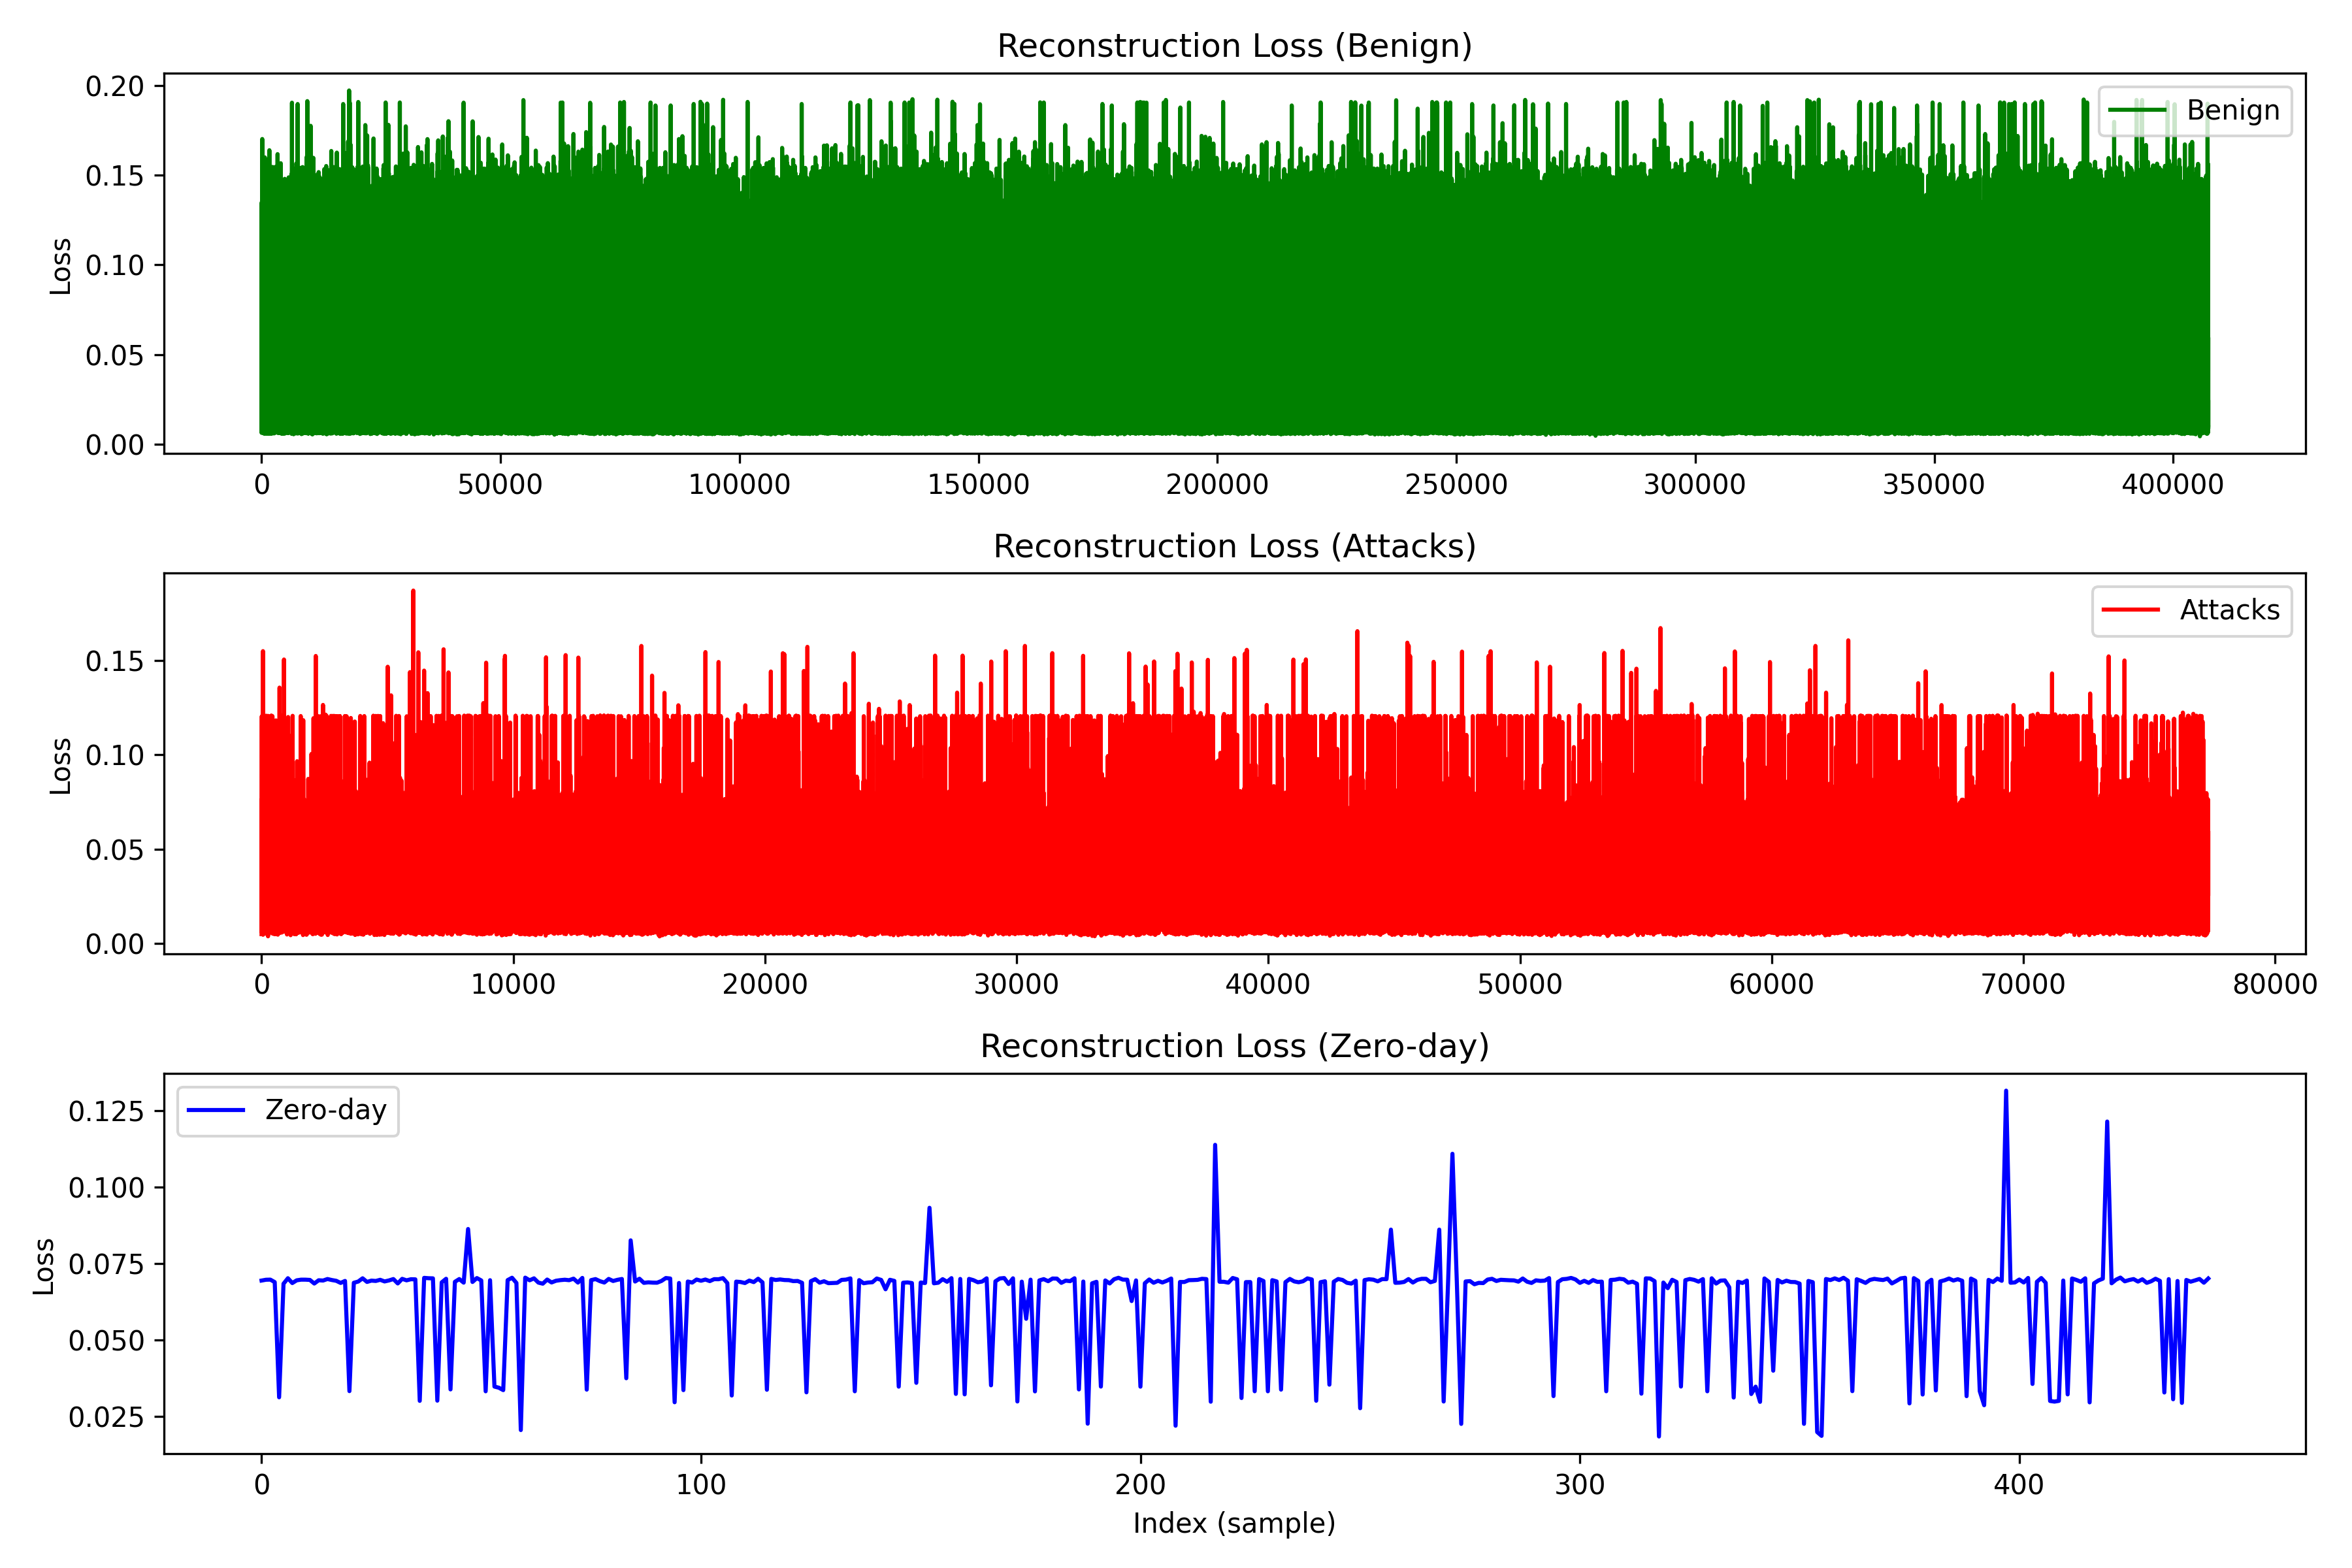 Reconstruction Loss (Benign)
Loss
0.20
0.15
0.10
0.05
0.00
Benign
0 50000 100000 150000 200000 250000 300000 350000 400000
Reconstruction Loss (Attacks)
Loss
0.15
0.10
0.05
0.00
Attacks
0 10000 20000 30000 40000 50000 60000 70000 80000
Reconstruction Loss (Zero-day)
Loss
0.125
0.100
0.075
0.050
0.025
Zero-day
0 100 200 300 400
Index (sample)